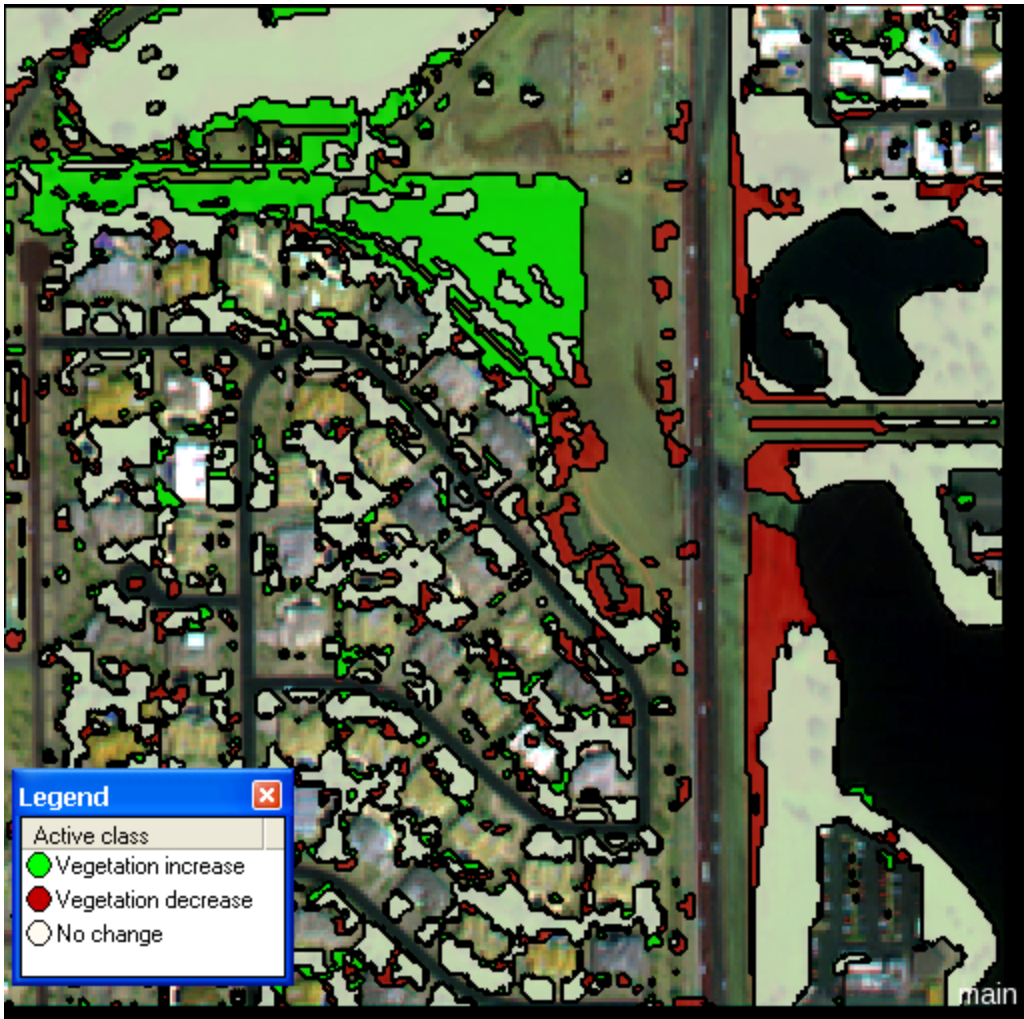 Legend
Active class
Vegetation increase
Vegetation decrease
No change
main